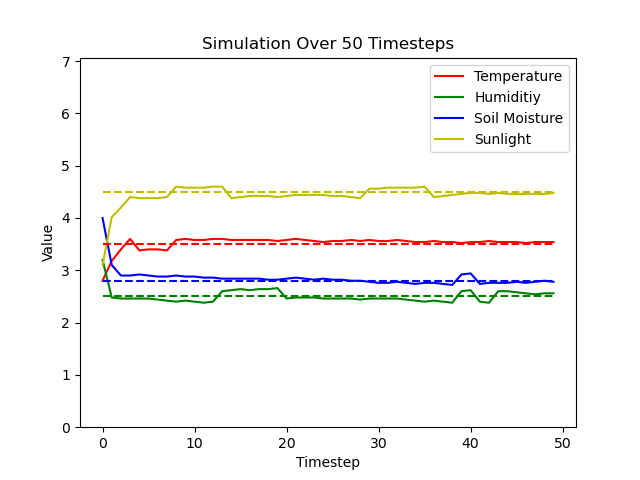 Simulation Over 50 Timesteps
7
6
5
4
3
2
1
0
Value
Temperature
Humiditiy
Soil Moisture
Sunlight
0 10 20 30 40 50
Timestep